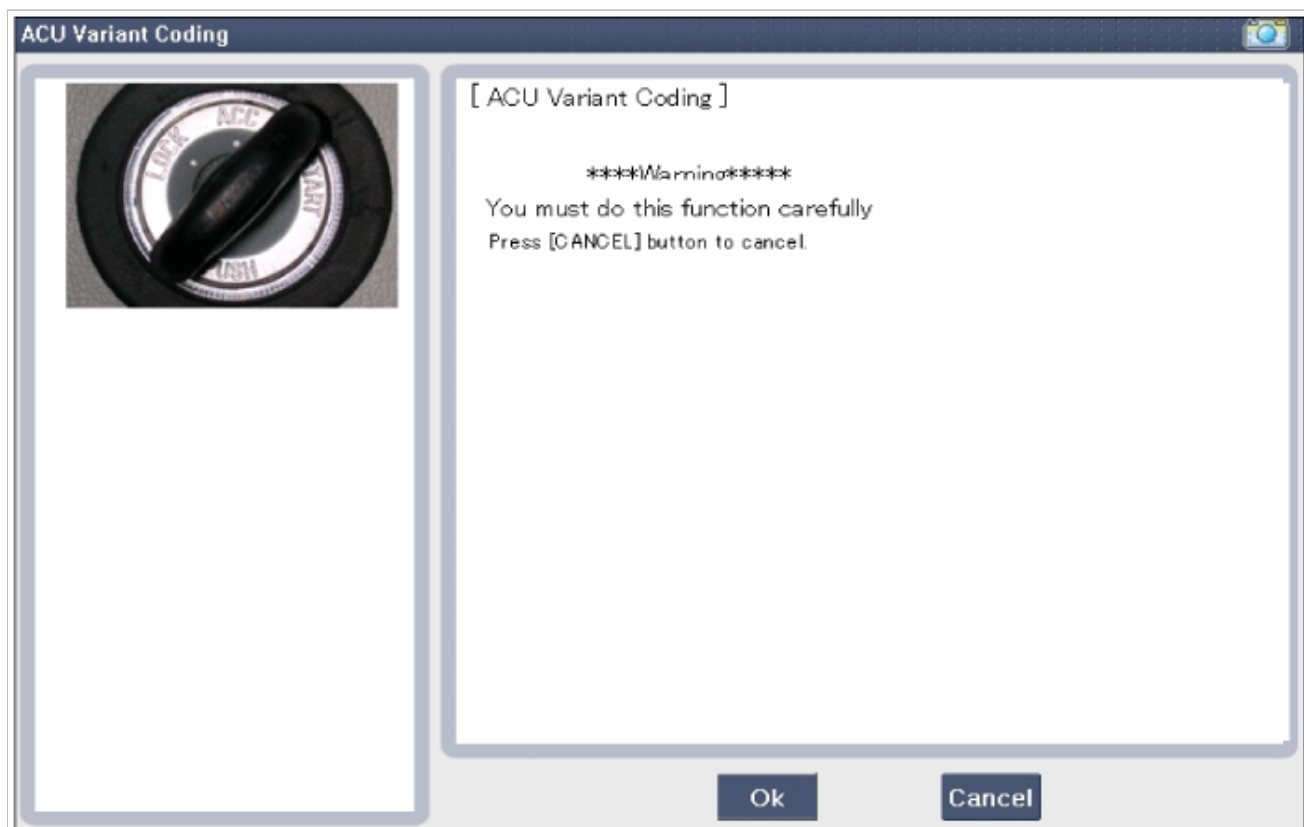 ACU Variant Coding
LOCK
ACC
START
PUSH
[ ACU Variant Coding ]
****Warning*****
You must do this function carefully
Press [CANCEL] button to cancel.
Ok
Cancel